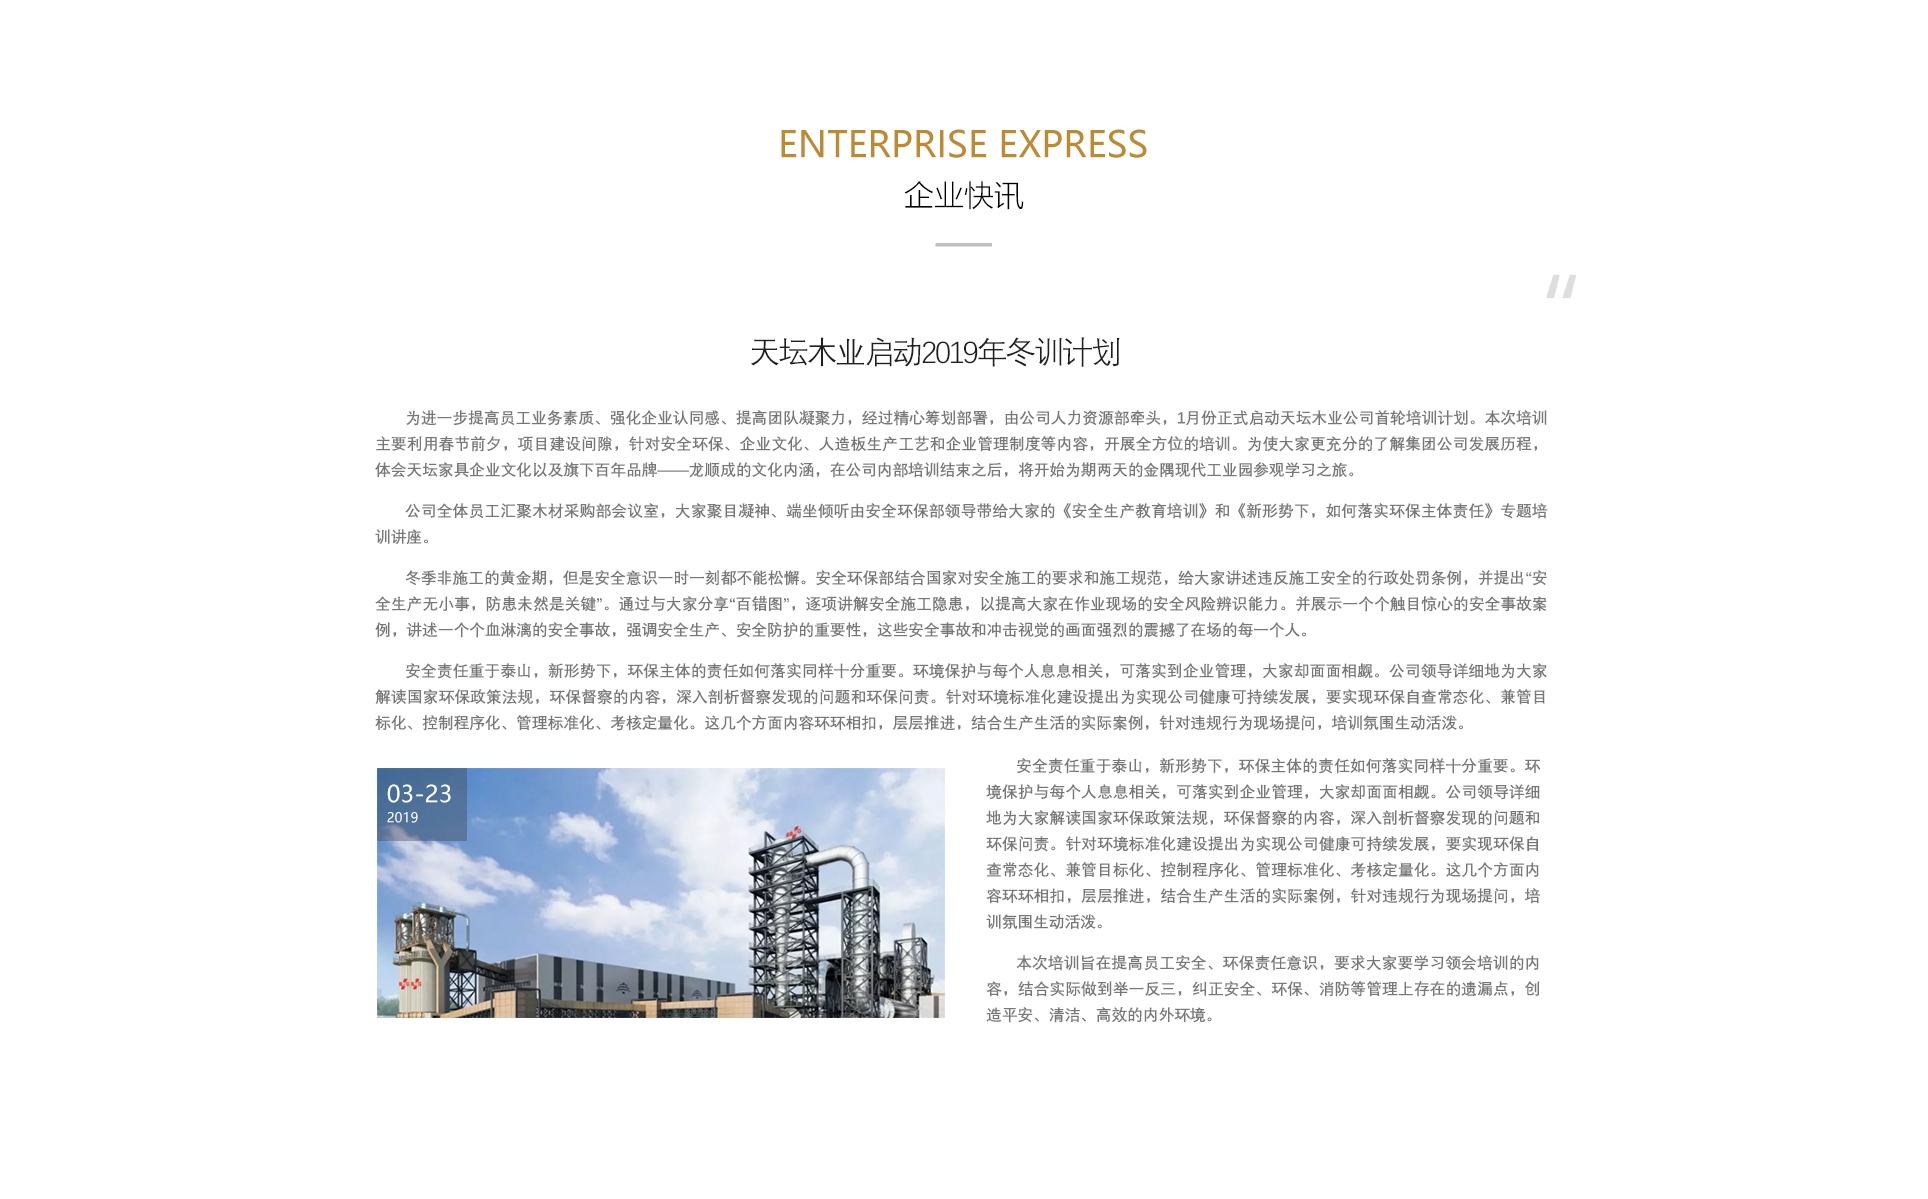 ENTERPRISE EXPRESS
企业快讯
"
天坛木业启动2019年冬训计划
为进一步提高员工业务素质、强化企业认同感、提高团队凝聚力，经过精心筹划部署，由公司人力资源部牵头，1月份正式启动天坛木业公司首轮培训计划。本次培训
主要利用春节前夕，项目建设间隙，针对安全环保、企业文化、人造板生产工艺和企业管理制度等内容，开展全方位的培训。为使大家更充分的了解集团公司发展历程，
体会天坛家具企业文化以及旗下百年品牌——龙顺成的文化内涵，在公司内部培训结束之后，将开始为期两天的金隅现代工业园参观学习之旅。
公司全体员工汇聚木材采购部会议室，大家聚目凝神、端坐倾听由安全环保部领导带给大家的《安全生产教育培训》和《新形势下，如何落实环保主体责任》专题培
训讲座。
冬季非施工的黄金期，但是安全意识一时一刻都不能松懈。安全环保部结合国家对安全施工的要求和施工规范，给大家讲述违反施工安全的行政处罚条例，并提出“安
全生产无小事，防患未然是关键”。通过与大家分享“百错图”，逐项讲解安全施工隐患，以提高大家在作业现场的安全风险辨识能力。并展示一个个触目惊心的安全事故案
例，讲述一个个血淋漓的安全事故，强调安全生产、安全防护的重要性，这些安全事故和冲击视觉的画面强烈的震撼了在场的每一个人。
安全责任重于泰山，新形势下，环保主体的责任如何落实同样十分重要。环境保护与每个人息息相关，可落实到企业管理，大家却面面相觑。公司领导详细地为大家
解读国家环保政策法规，环保督察的内容，深入剖析督察发现的问题和环保问责。针对环境标准化建设提出为实现公司健康可持续发展，要实现环保自查常态化、兼管目
标化、控制程序化、管理标准化、考核定量化。这几个方面内容环环相扣，层层推进，结合生产生活的实际案例，针对违规行为现场提问，培训氛围生动活泼。
03-23
2019
安全责任重于泰山，新形势下，环保主体的责任如何落实同样十分重要。环
境保护与每个人息息相关，可落实到企业管理，大家却面面相觑。公司领导详细
地为大家解读国家环保政策法规，环保督察的内容，深入剖析督察发现的问题和
环保问责。针对环境标准化建设提出为实现公司健康可持续发展，要实现环保自
查常态化、兼管目标化、控制程序化、管理标准化、考核定量化。这几个方面内
容环环相扣，层层推进，结合生产生活的实际案例，针对违规行为现场提问，培
训氛围生动活泼。
本次培训旨在提高员工安全、环保责任意识，要求大家要学习领会培训的内
容，结合实际做到举一反三，纠正安全、环保、消防等管理上存在的遗漏点，创
造平安、清洁、高效的内外环境。